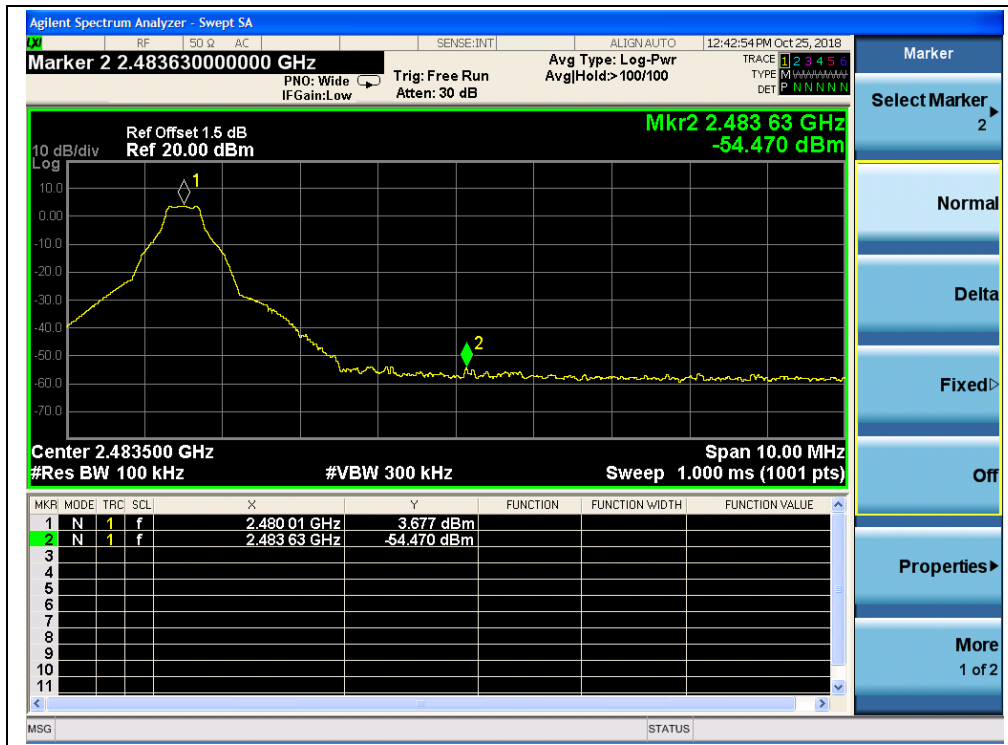 Agilent Spectrum Analyzer - Swept SA
LXI RF 50 Ω AC SENSE:INT ALIGN AUTO 12:42:54 PM Oct 25, 2018
Marker 2 2.483630000000 GHz
PNO: Wide
IFGain:Low
Trig: Free Run
Atten: 30 dB
Avg Type: Log-Pwr
Avg|Hold:>100/100
TRACE 1 2 3 4 5 6
TYPE M
DET P N N N N N
Mkr2 2.483 63 GHz
-54.470 dBm
Ref Offset 1.5 dB
10 dB/div Ref 20.00 dBm
Log
10.0
0.00
-10.0
-20.0
-30.0
-40.0
-50.0
-60.0
-70.0
1
2
Center 2.483500 GHz Span 10.00 MHz
#Res BW 100 kHz #VBW 300 kHz Sweep 1.000 ms (1001 pts)
MKR MODE TRC SCL X Y FUNCTION FUNCTION WIDTH FUNCTION VALUE
1 N 1 f 2.480 01 GHz 3.677 dBm
2 N 1 f 2.483 63 GHz -54.470 dBm
3
4
5
6
7
8
9
10
11
MSG STATUS
Marker
Select Marker
2
Normal
Delta
Fixed
Off
Properties
More
1 of 2